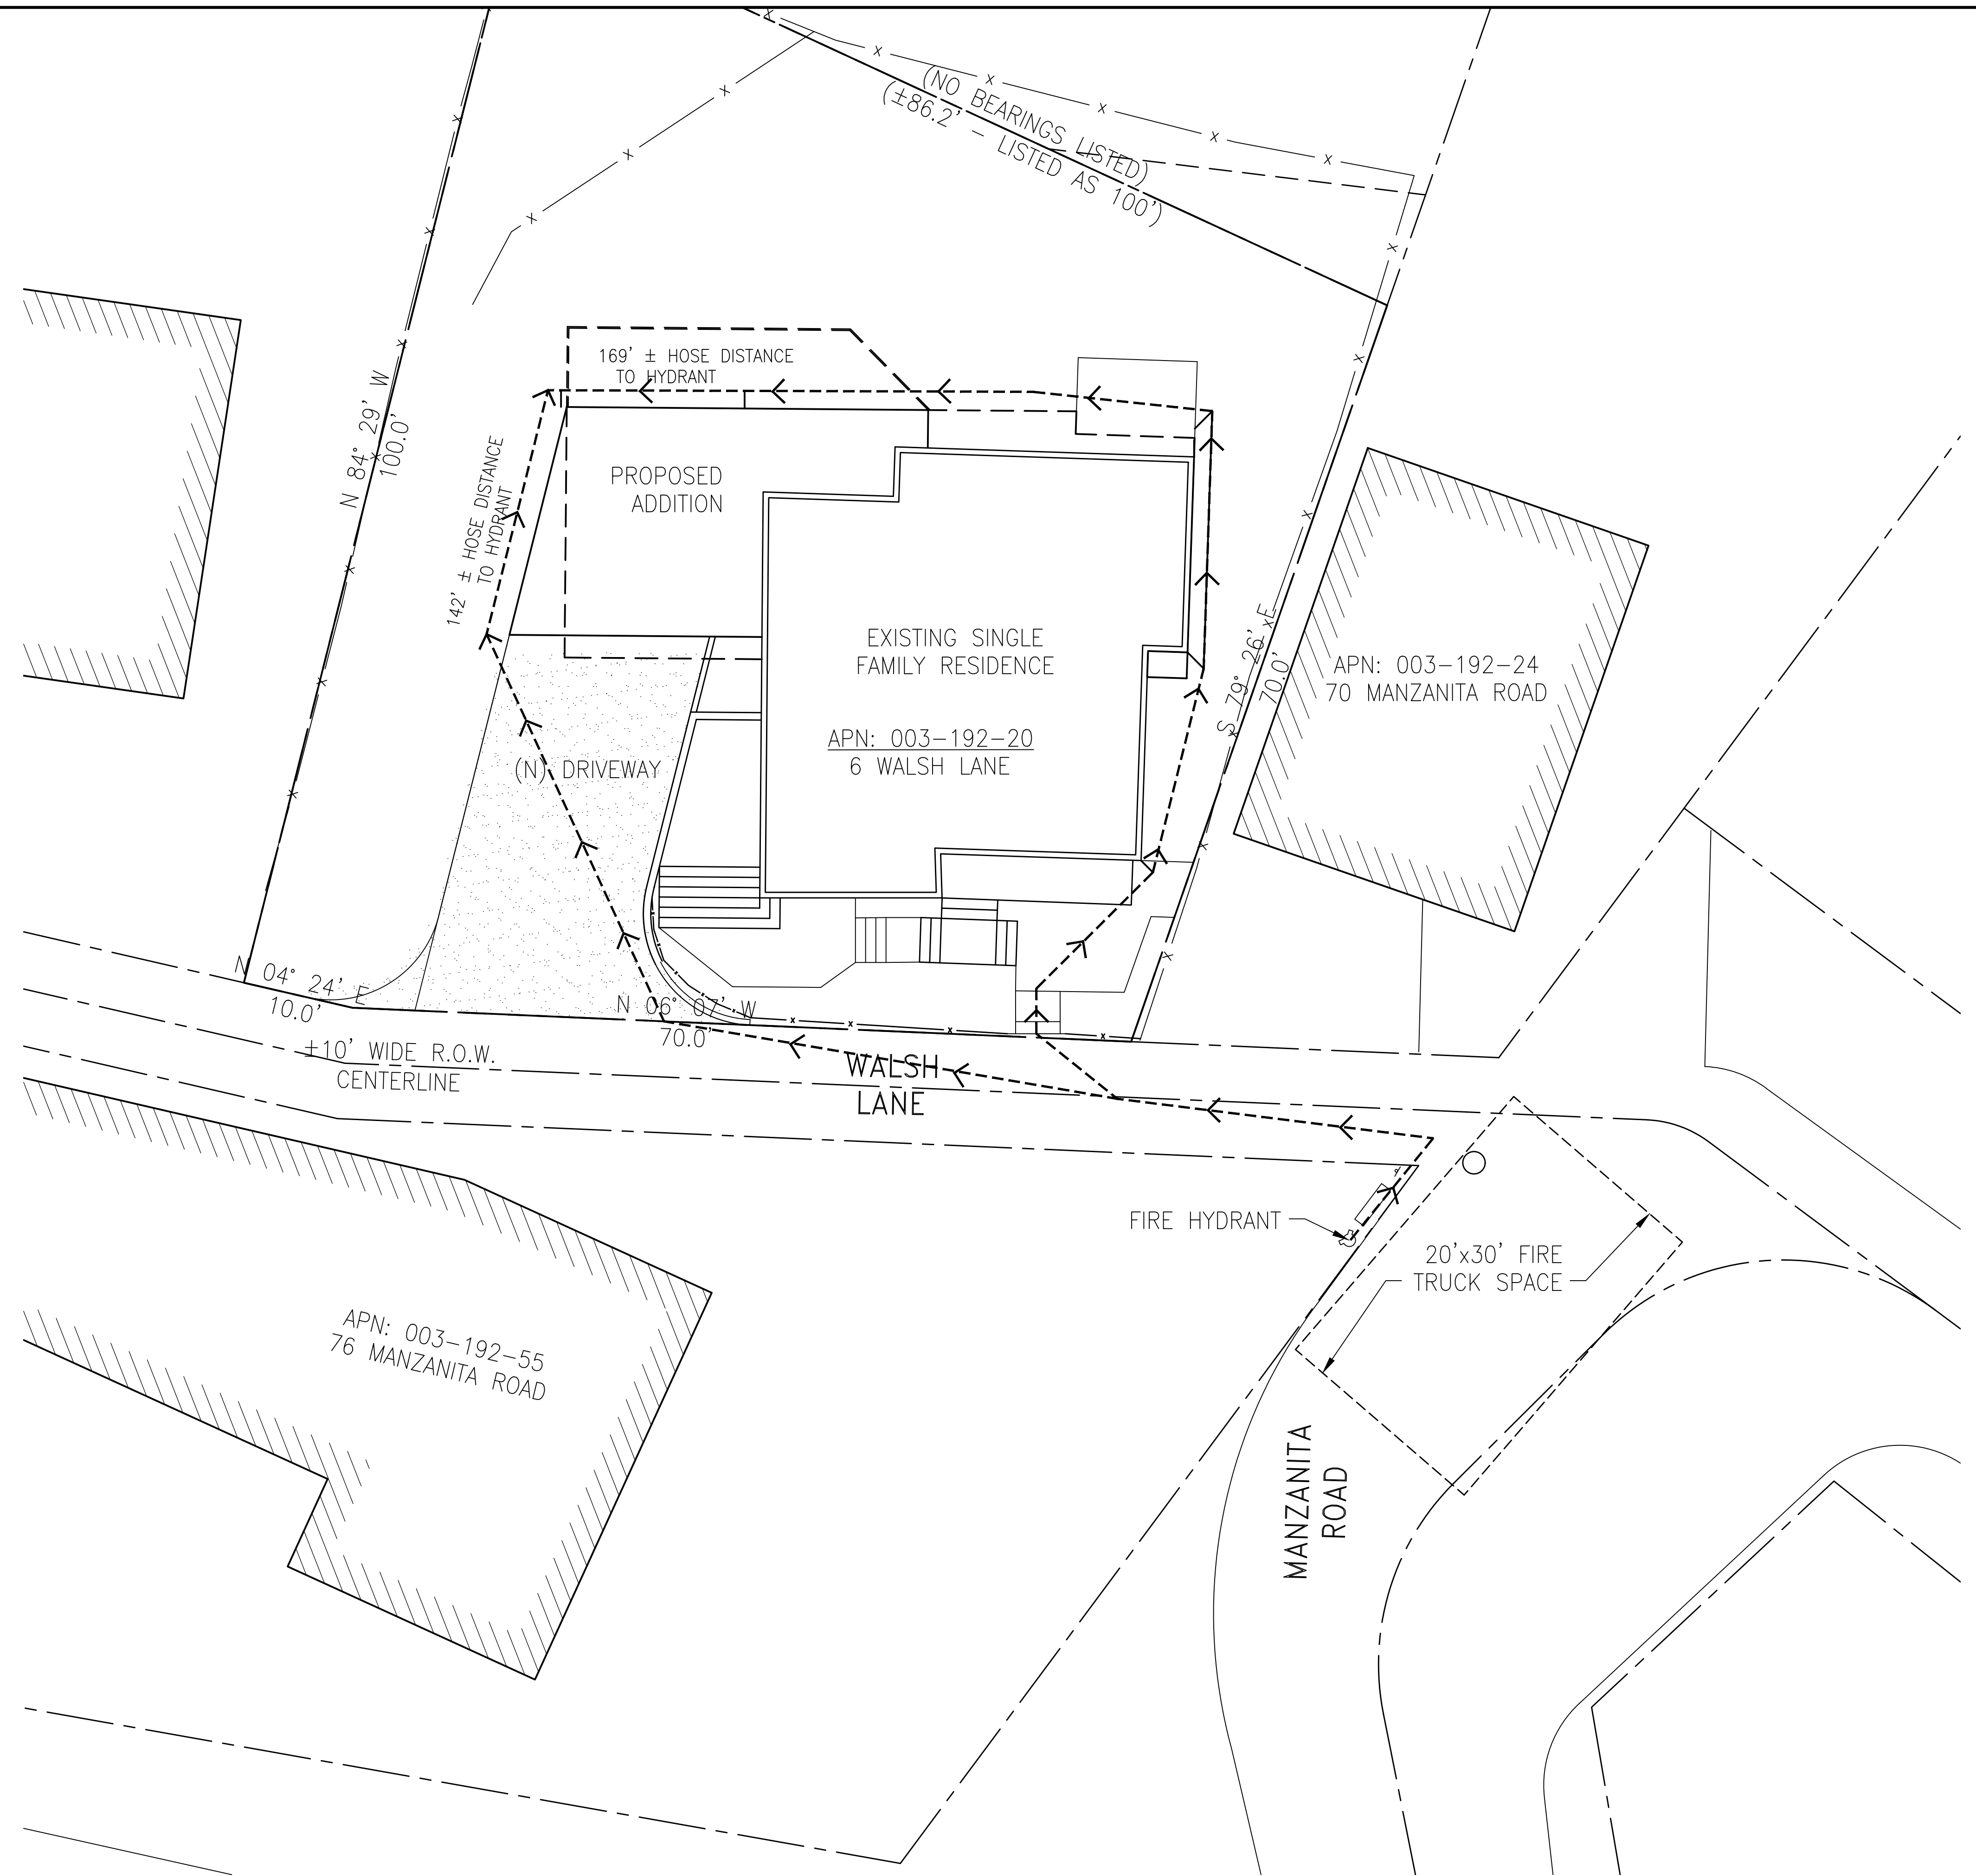 (NO BEARINGS LISTED)
(±86.2' - LISTED AS 100')
169' ± HOSE DISTANCE
TO HYDRANT
N 84° 29' W
100.0'
142' ± HOSE DISTANCE
TO HYDRANT
PROPOSED
ADDITION
EXISTING SINGLE
FAMILY RESIDENCE
APN: 003-192-20
6 WALSH LANE
S 79° 26' E
70.0'
APN: 003-192-24
70 MANZANITA ROAD
(N) DRIVEWAY
N 04° 24' E
10.0'
N 06° 07' W
70.0'
±10' WIDE R.O.W.
CENTERLINE
WALSH
LANE
FIRE HYDRANT
20'x30' FIRE
TRUCK SPACE
APN: 003-192-55
76 MANZANITA ROAD
MANZANITA
ROAD